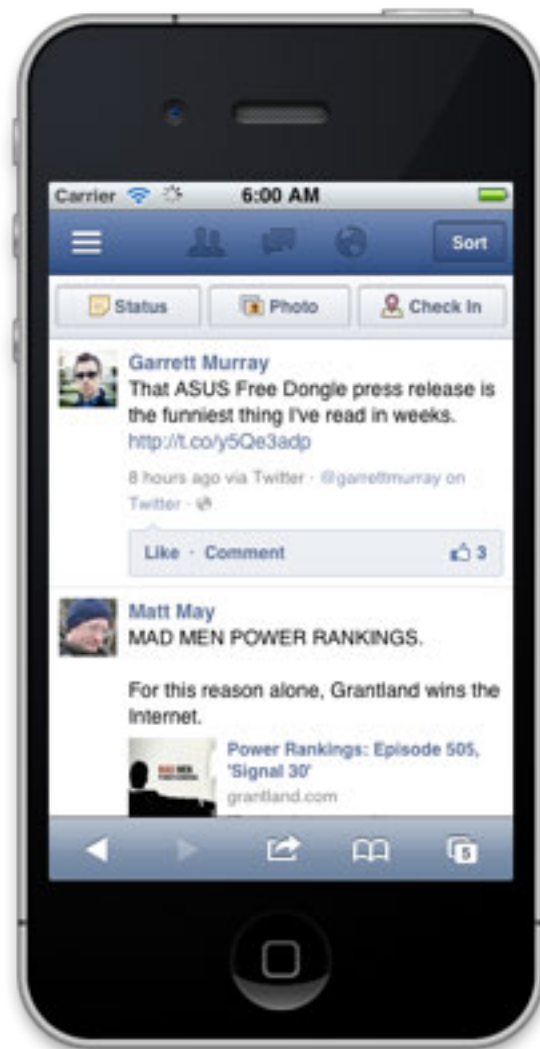 Carrier 6:00 AM
Sort
Status Photo Check In
Garrett Murray
That ASUS Free Dongle press release is
the funniest thing I've read in weeks.
http://t.co/y5Qe3adp
8 hours ago via Twitter · @garrettmurray on
Twitter ·
Like · Comment 3
Matt May
MAD MEN POWER RANKINGS.
For this reason alone, Grantland wins the
Internet.
MAD MEN
Power Rankings: Episode 505,
'Signal 30'
grantland.com
5